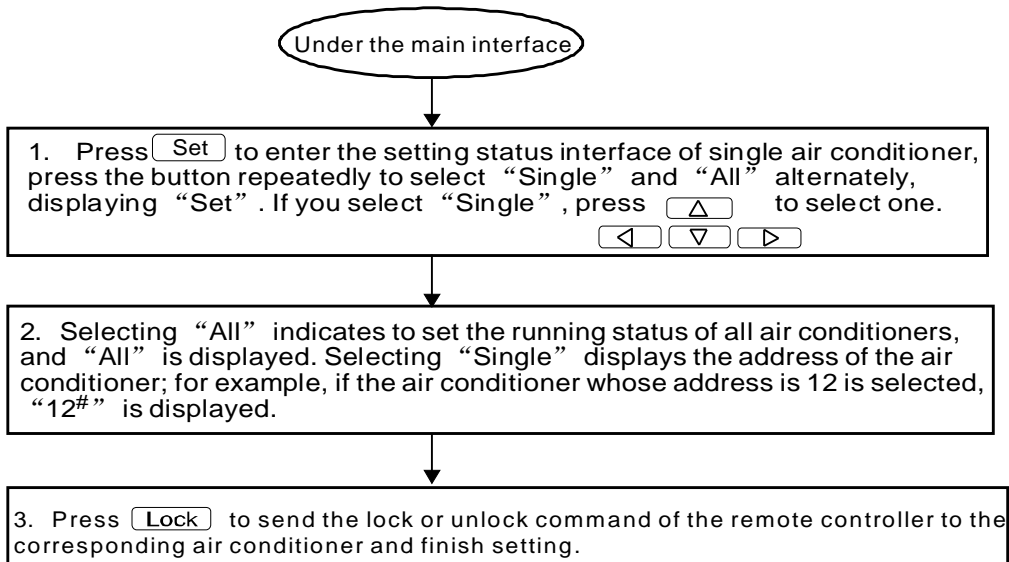 Under the main interface
1. Press Set to enter the setting status interface of single air conditioner,
press the button repeatedly to select “Single” and “All” alternately,
displaying “Set”. If you select “Single”, press △ to select one.
◁ ▽ ▷
2. Selecting “All” indicates to set the running status of all air conditioners,
and “All” is displayed. Selecting “Single” displays the address of the air
conditioner; for example, if the air conditioner whose address is 12 is selected,
“12#” is displayed.
3. Press Lock to send the lock or unlock command of the remote controller to the
corresponding air conditioner and finish setting.